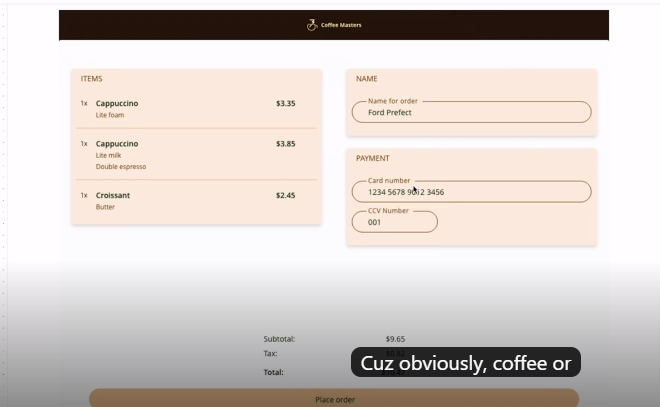 Coffee Masters
ITEMS
1x Cappuccino $3.35
Lite foam
1x Cappuccino $3.85
Lite milk
Double espresso
1x Croissant $2.45
Butter
NAME
Name for order
Ford Prefect
PAYMENT
Card number
1234 5678 9012 3456
CCV Number
001
Subtotal: $9.65
Tax:
Total:
Cuz obviously, coffee or
Place order